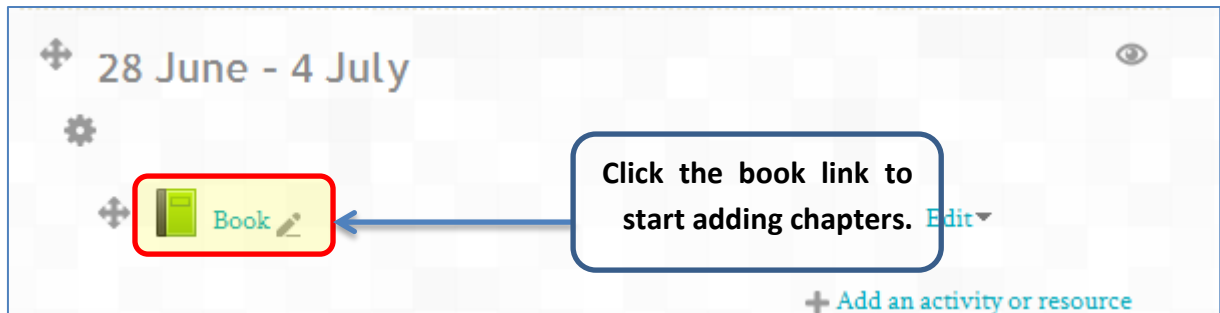 28 June - 4 July
Click the book link to
start adding chapters.
Book
Edit
Add an activity or resource